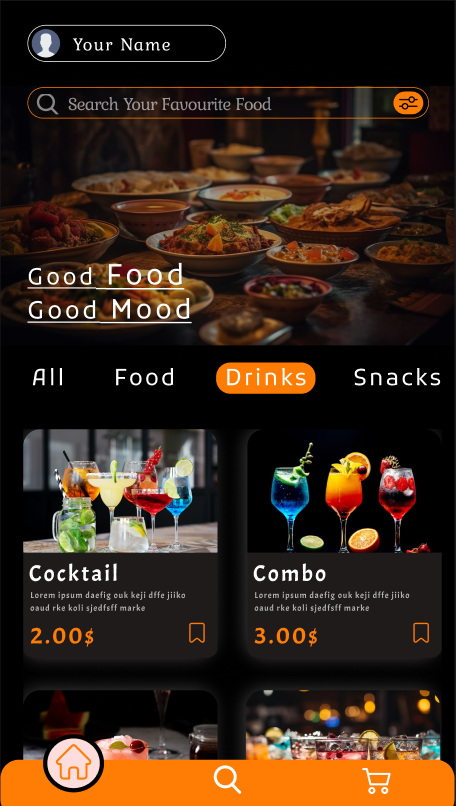 Your Name
Search Your Favourite Food
Good Food
Good Mood
All Food Drinks Snacks
Cocktail
Lorem ipsum daefig ouk keji dffe jiiko
oaud rke koli sjedfsff marke
2.00$
Combo
Lorem ipsum daefig ouk keji dffe jiiko
oaud rke koli sjedfsff marke
3.00$